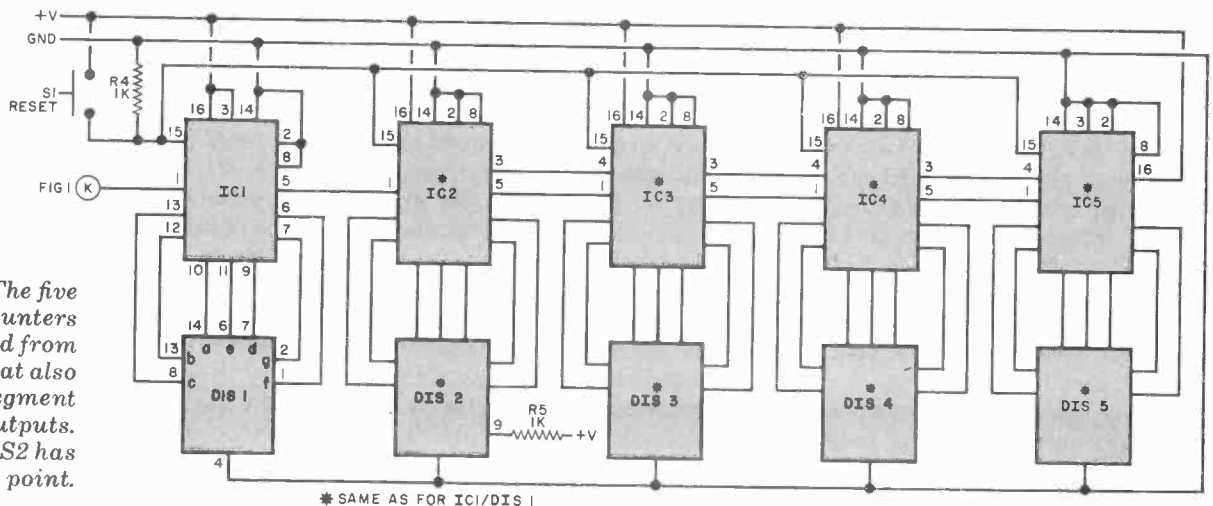 +V
GND
S1
RESET
R4
1K
16 3 14
15
2
8
1
5
FIG 1 K
13
6
12
7
IC1
10 11 9
14 6 7
a e d
13 b
g 2
8 c
f 1
DIS 1
4
16 14 2 8
15
3
1
5
*
IC2
*
DIS 2
9
R5
1K
+V
16 14 2 8
15
4
3
1
5
*
IC3
*
DIS 3
16 14 2 8
15
4
3
1
5
*
IC4
*
DIS 4
14 3 2
15
8
4
16
1
IC5
*
DIS 5
The five
unters
d from
at also
egment
utputs.
S2 has
point.
* SAME AS FOR IC1/DIS 1